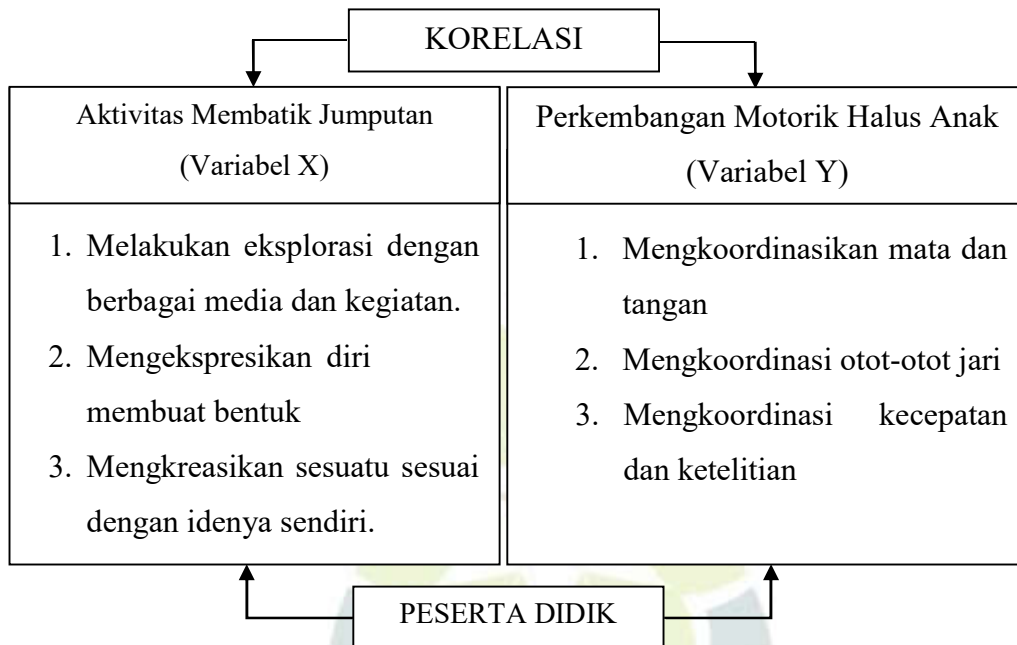 KORELASI
Aktivitas Membatik Jumputan
(Variabel X)
1. Melakukan eksplorasi dengan
berbagai media dan kegiatan.
2. Mengekspresikan diri
membuat bentuk
3. Mengkreasikan sesuatu sesuai
dengan idenya sendiri.
Perkembangan Motorik Halus Anak
(Variabel Y)
1. Mengkoordinasikan mata dan
tangan
2. Mengkoordinasi otot-otot jari
3. Mengkoordinasi kecepatan
dan ketelitian
PESERTA DIDIK